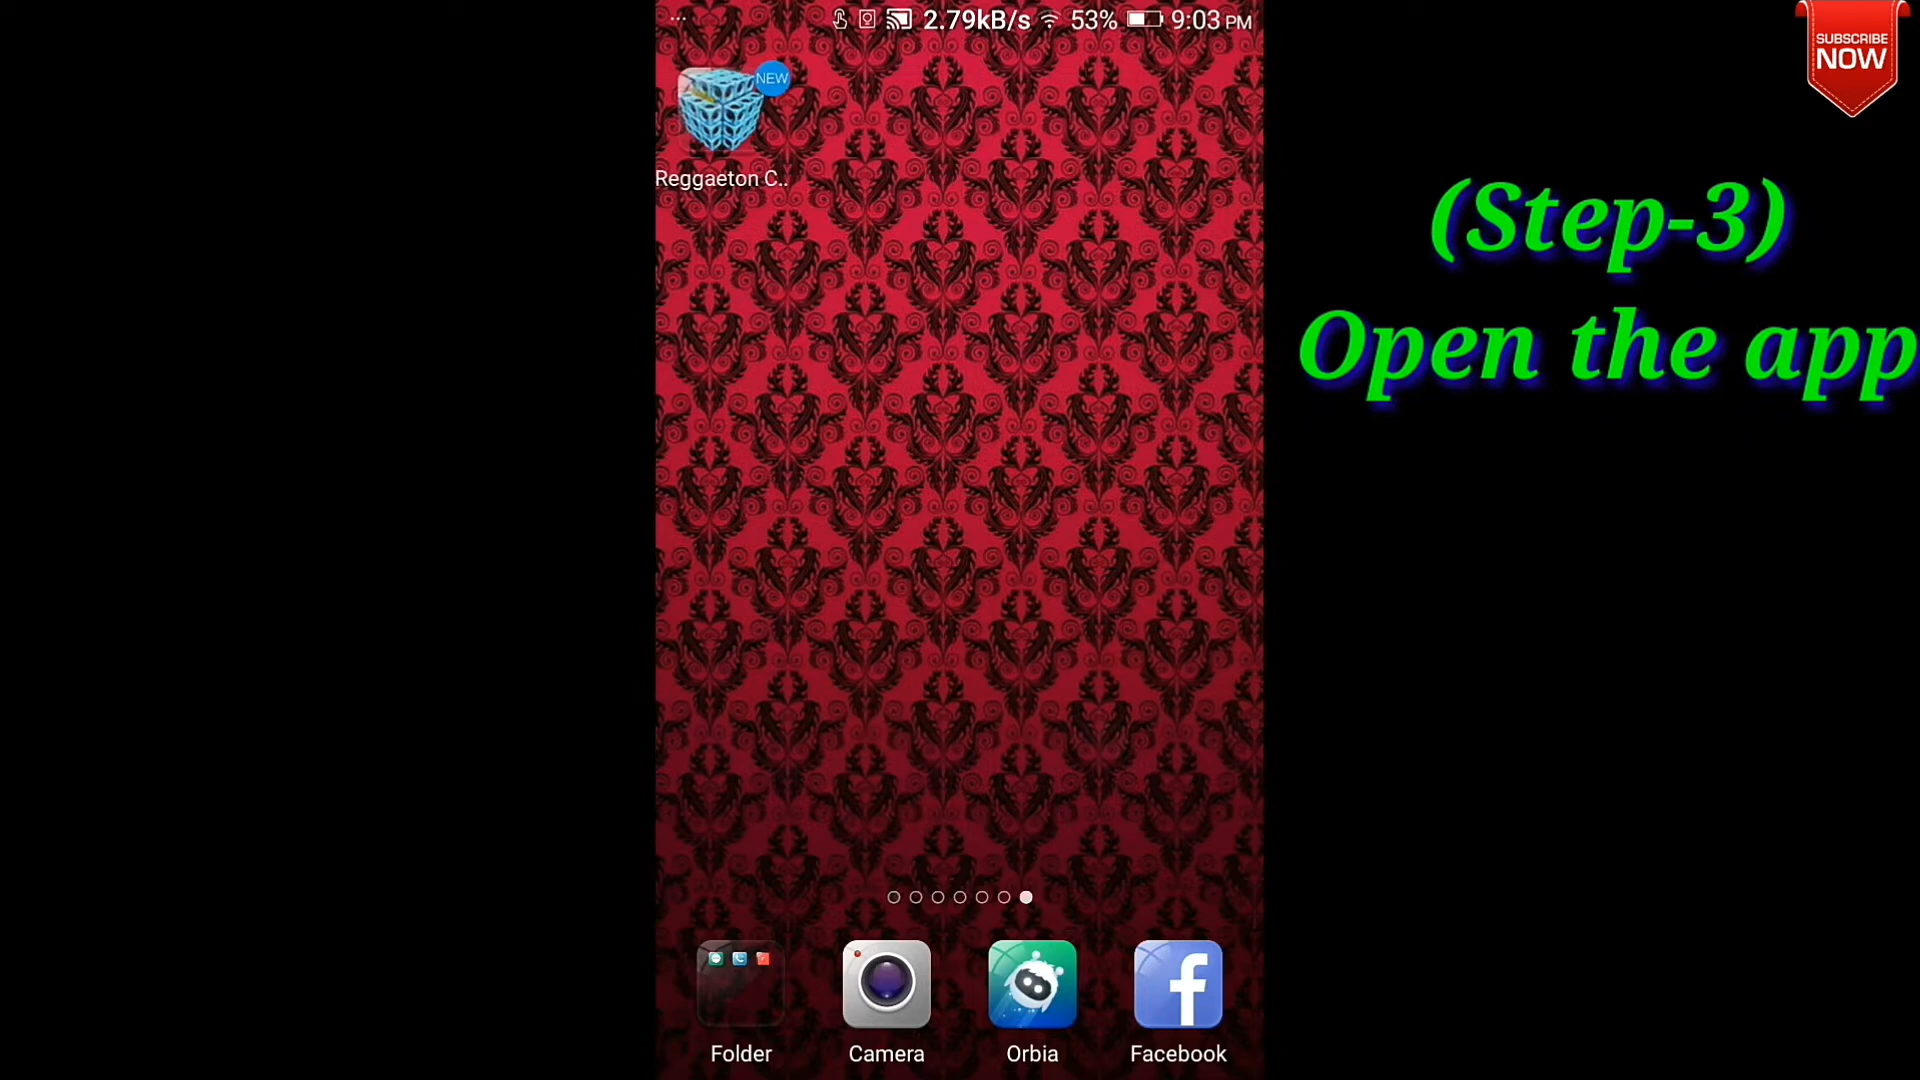 ... 2.79kB/s 53% 9:03 PM
SUBSCRIBE
NOW
NEW
Reggaeton C..
(Step-3)
Open the app
Folder Camera Orbia Facebook